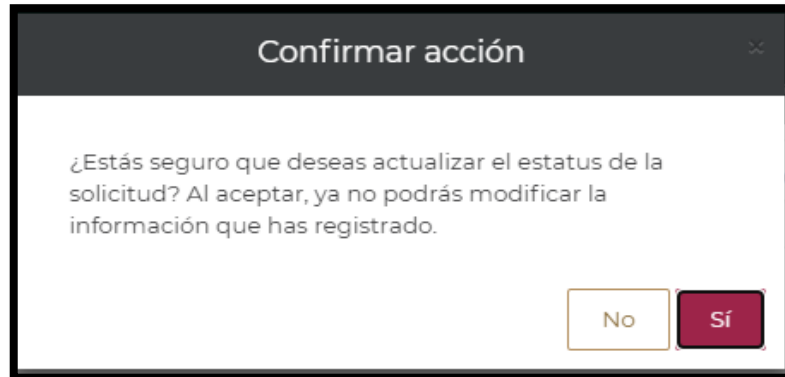 Confirmar acción
×
¿Estás seguro que deseas actualizar el estatus de la
solicitud? Al aceptar, ya no podrás modificar la
información que has registrado.
No
Sí